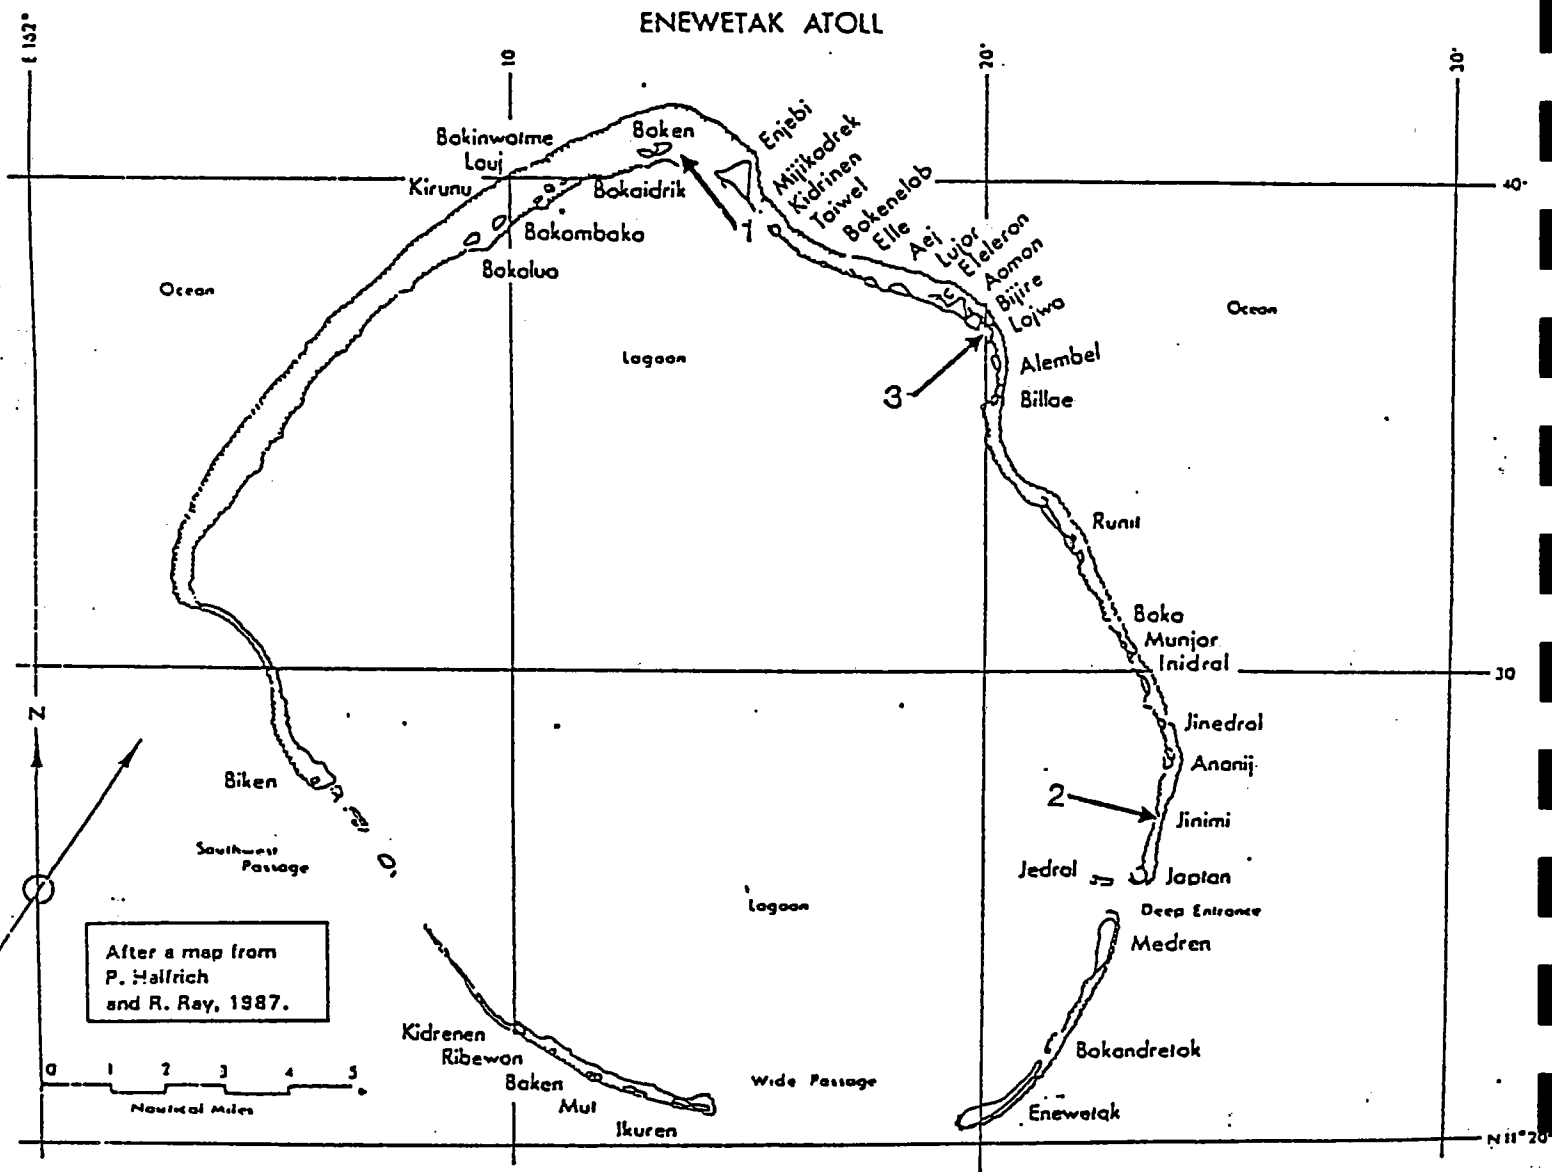 ENEWETAK ATOLL
E 162°
10
20'
30'
Bokinwotme
Louj
Kirunu
Boken
Bokaidrik
Bokombako
Bokoluo
Enjebi
Mijikadrek
Kidrinen
Taiwel
Bokenelab
Elle
Aej
Lujor
Eleleron
Aomon
Bijire
Lojwa
40'
1
Ocean
Ocean
Lagoon
Alembel
3
Billae
Runit
Boko
Munjor
Inidral
30
Z
Jinedrol
Ananij
Biken
2
Jinimi
Southwest
Passage
Jedrol
Japtan
Lagoon
Deep Entrance
Medren
After a map from
P. Halfrich
and R. Ray, 1987.
Kidrenen
Ribewon
Boken
Mut
Ikuren
Wide Passage
Bokandretok
Enewetak
0 1 2 3 4 5
Nautical Miles
N 11° 20'